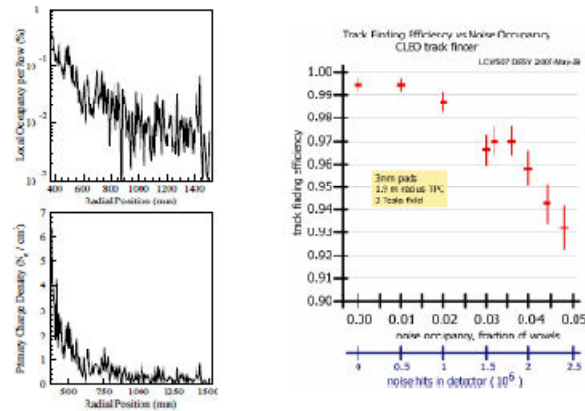 Local Occupancy per Row (%)
1
10⁻¹
10⁻²
10⁻³
400 600 800 1000 1200 1400
Radial Position (mm)
Primary Charge Density (Nₑ / cm²)
7
6
5
4
3
2
1
0
500 750 1000 1250 1500
Radial Position (mm)
Track Finding Efficiency vs Noise Occupancy
CLEO track finder
LCWS07 DESY 2007-May-
track finding efficiency
1.00
0.99
0.98
0.97
0.96
0.95
0.94
0.93
0.92
0.91
0.90
3mm pads
1.9 m radius TPC
3 Tesla field
0.00 0.01 0.02 0.03 0.04 0.05
noise occupancy, fraction of voxels
0 0.5 1 1.5 2 2.5
noise hits in detector (10⁶)